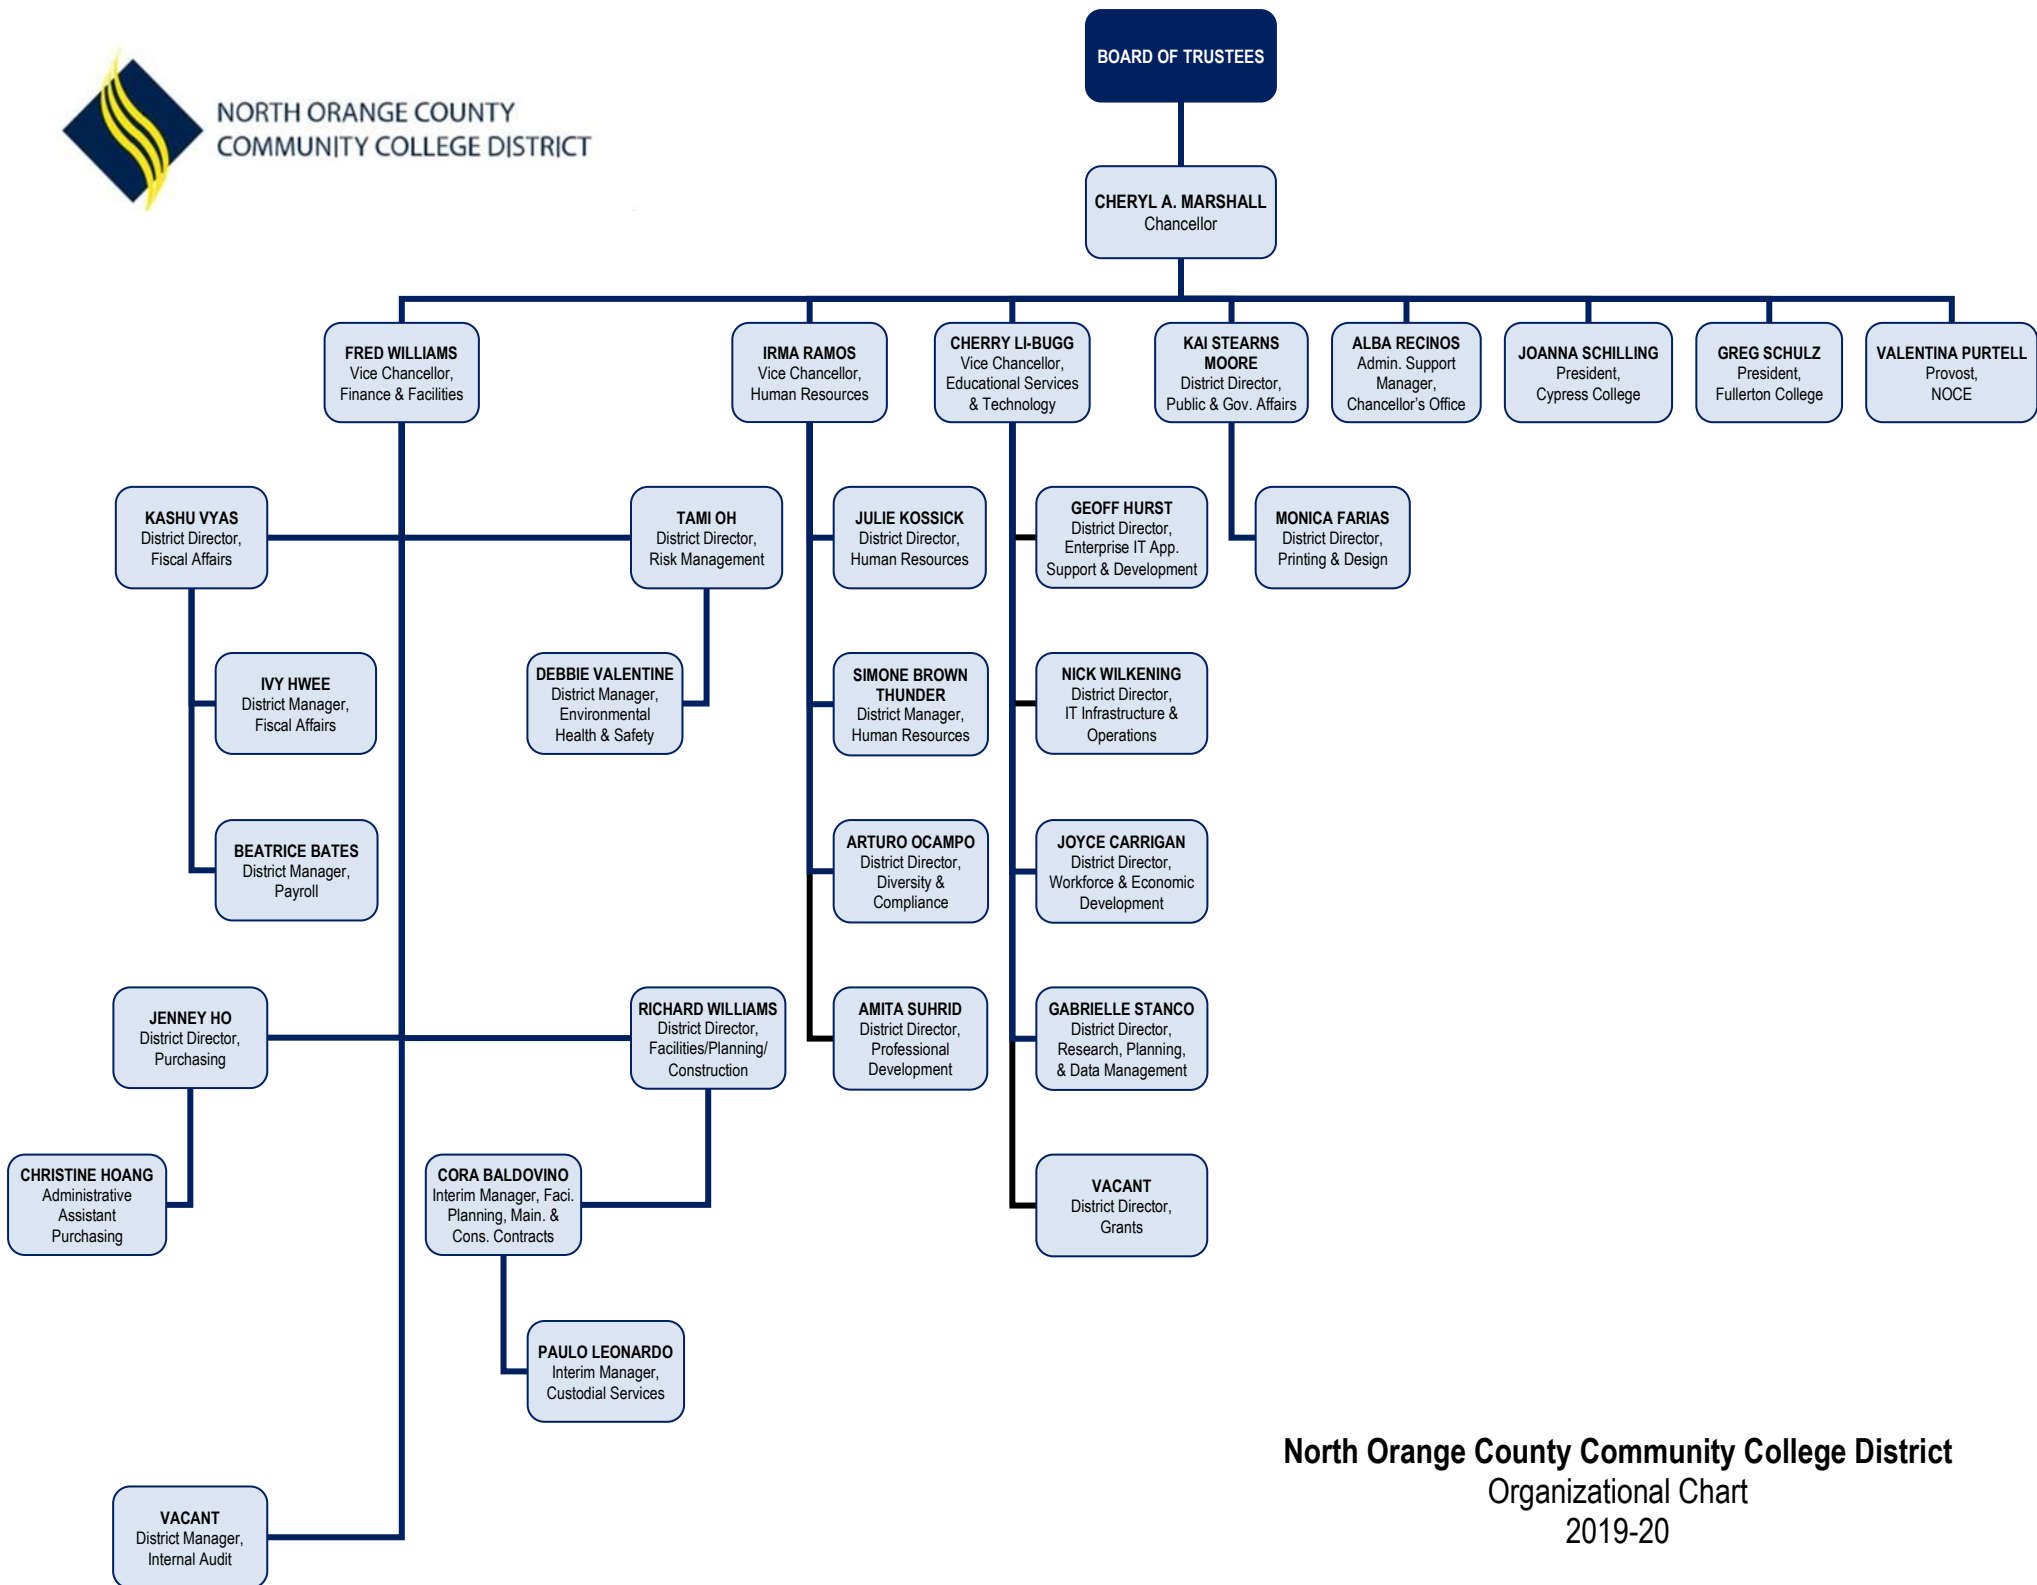 NORTH ORANGE COUNTY
COMMUNITY COLLEGE DISTRICT
BOARD OF TRUSTEES
CHERYL A. MARSHALL
Chancellor
FRED WILLIAMS
Vice Chancellor,
Finance & Facilities
IRMA RAMOS
Vice Chancellor,
Human Resources
CHERRY LI-BUGG
Vice Chancellor,
Educational Services
& Technology
KAI STEARNS
MOORE
District Director,
Public & Gov. Affairs
ALBA RECINOS
Admin. Support
Manager,
Chancellor's Office
JOANNA SCHILLING
President,
Cypress College
GREG SCHULZ
President,
Fullerton College
VALENTINA PURTELL
Provost,
NOCE
KASHU VYAS
District Director,
Fiscal Affairs
TAMI OH
District Director,
Risk Management
JULIE KOSSICK
District Director,
Human Resources
GEOFF HURST
District Director,
Enterprise IT App.
Support & Development
MONICA FARIAS
District Director,
Printing & Design
IVY HWEE
District Manager,
Fiscal Affairs
DEBBIE VALENTINE
District Manager,
Environmental
Health & Safety
SIMONE BROWN
THUNDER
District Manager,
Human Resources
NICK WILKENING
District Director,
IT Infrastructure &
Operations
BEATRICE BATES
District Manager,
Payroll
ARTURO OCAMPO
District Director,
Diversity &
Compliance
JOYCE CARRIGAN
District Director,
Workforce & Economic
Development
JENNEY HO
District Director,
Purchasing
RICHARD WILLIAMS
District Director,
Facilities/Planning/
Construction
AMITA SUHRID
District Director,
Professional
Development
GABRIELLE STANCO
District Director,
Research, Planning,
& Data Management
CHRISTINE HOANG
Administrative
Assistant
Purchasing
CORA BALDOVINO
Interim Manager, Faci.
Planning, Main. &
Cons. Contracts
VACANT
District Director,
Grants
PAULO LEONARDO
Interim Manager,
Custodial Services
VACANT
District Manager,
Internal Audit
North Orange County Community College District
Organizational Chart
2019-20